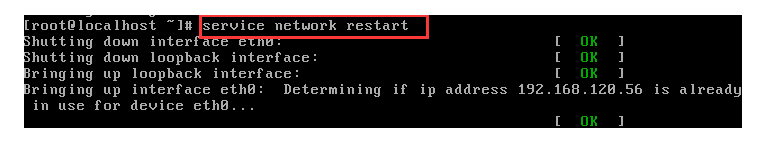 [root@localhost ~]# service network restart
Shutting down interface eth0: [ OK ]
Shutting down loopback interface: [ OK ]
Bringing up loopback interface: [ OK ]
Bringing up interface eth0: Determining if ip address 192.168.120.56 is already
in use for device eth0...
[ OK ]